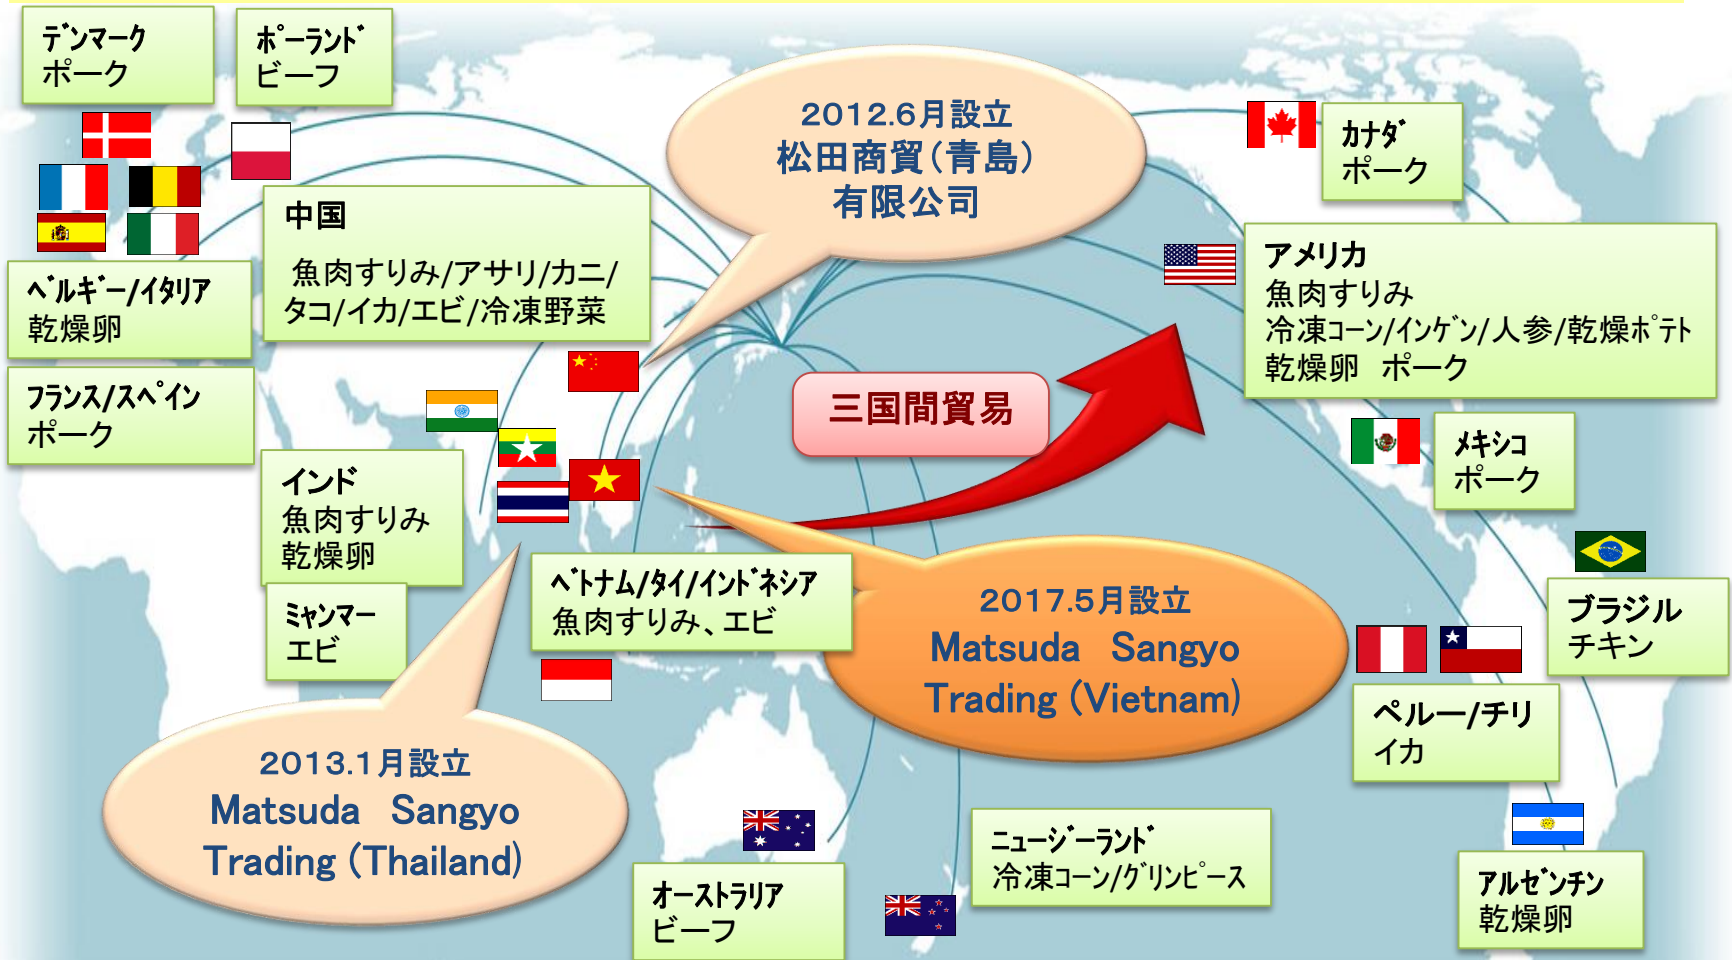 デンマーク
ポーク
ポーランド
ビーフ
2012.6月設立
松田商貿(青島)
有限公司
カナダ
ポーク
中国
魚肉すりみ/アサリ/カニ/
タコ/イカ/エビ/冷凍野菜
アメリカ
魚肉すりみ
冷凍コーン/インゲン/人参/乾燥ポテト
乾燥卵 ポーク
ベルギー/イタリア
乾燥卵
フランス/スペイン
ポーク
三国間貿易
メキシコ
ポーク
インド
魚肉すりみ
乾燥卵
ミャンマー
エビ
ベトナム/タイ/インドネシア
魚肉すりみ、エビ
2017.5月設立
Matsuda Sangyo
Trading (Vietnam)
ブラジル
チキン
ペルー/チリ
イカ
2013.1月設立
Matsuda Sangyo
Trading (Thailand)
オーストラリア
ビーフ
ニュージーランド
冷凍コーン/グリンピース
アルゼンチン
乾燥卵